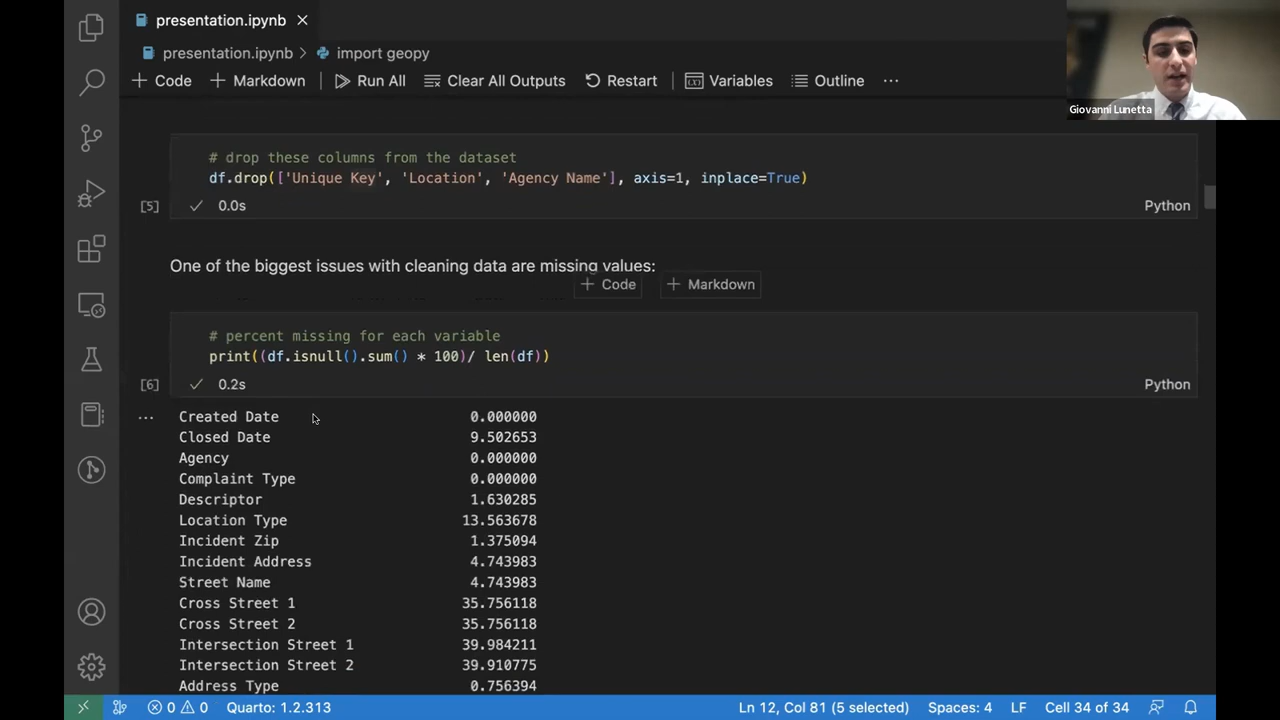 presentation.ipynb
presentation.ipynb > import geopy
+ Code + Markdown Run All Clear All Outputs Restart Variables Outline ...
Giovanni Lunetta
# drop these columns from the dataset
df.drop(['Unique Key', 'Location', 'Agency Name'], axis=1, inplace=True)
[5] 0.0s Python
One of the biggest issues with cleaning data are missing values:
+ Code + Markdown
# percent missing for each variable
print((df.isnull().sum() * 100)/ len(df))
[6] 0.2s Python
... Created Date 0.000000
Closed Date 9.502653
Agency 0.000000
Complaint Type 0.000000
Descriptor 1.630285
Location Type 13.563678
Incident Zip 1.375094
Incident Address 4.743983
Street Name 4.743983
Cross Street 1 35.756118
Cross Street 2 35.756118
Intersection Street 1 39.984211
Intersection Street 2 39.910775
Address Type 0.756394
0 0 Quarto: 1.2.313 Ln 12, Col 81 (5 selected) Spaces: 4 LF Cell 34 of 34